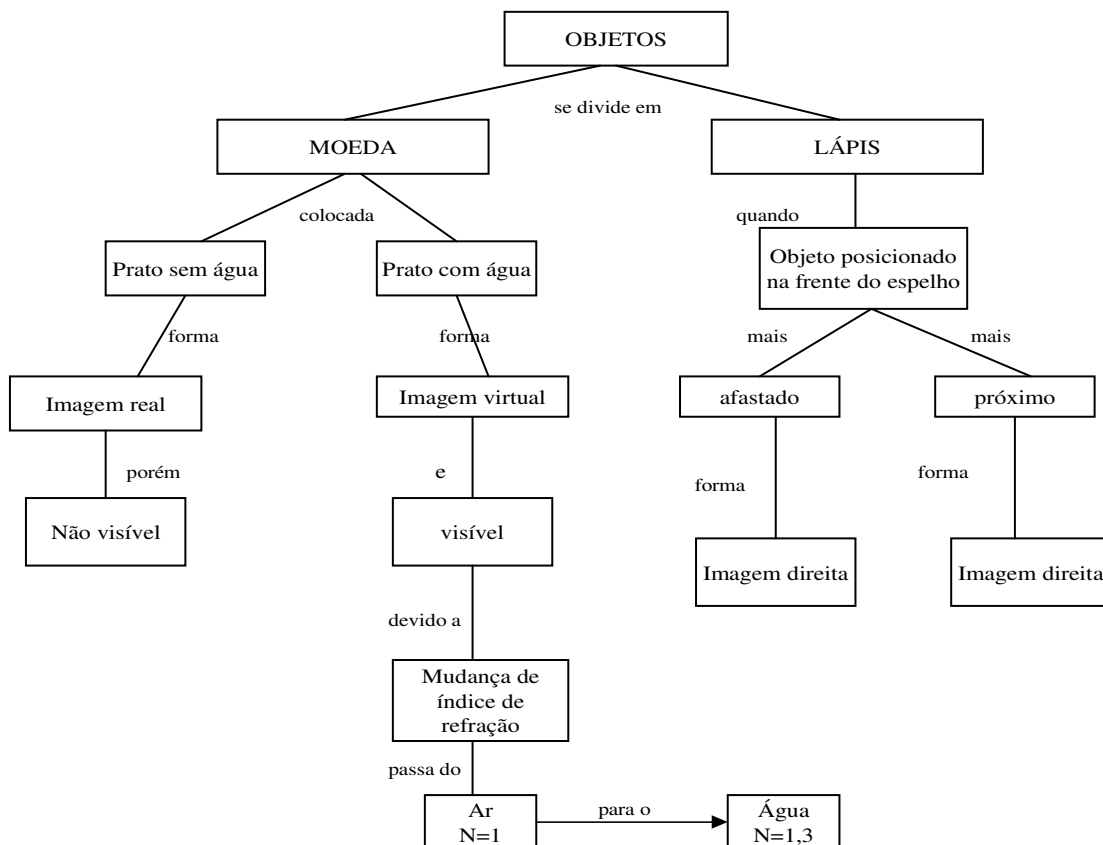 OBJETOS
se divide em
MOEDA
LÁPIS
colocada
quando
Prato sem água
Prato com água
Objeto posicionado
na frente do espelho
forma
forma
mais
mais
Imagem real
Imagem virtual
afastado
próximo
porém
e
forma
forma
Não visível
visível
Imagem direita
Imagem direita
devido a
Mudança de
índice de
refração
passa do
Ar
N=1
para o
Água
N=1,3